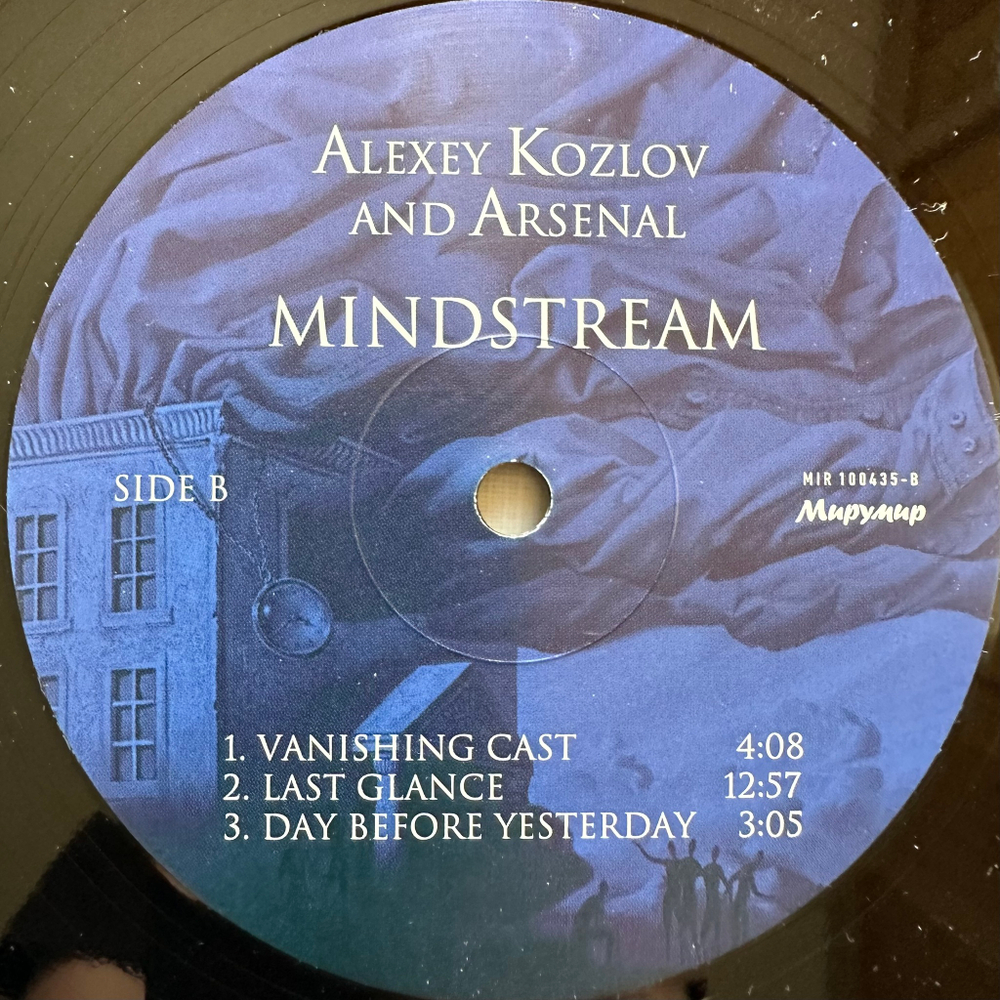 ALEXEY KOZLOV
AND ARSENAL
MINDSTREAM
SIDE B
MIR 100435-B
Мирумир
1. VANISHING CAST 4:08
2. LAST GLANCE 12:57
3. DAY BEFORE YESTERDAY 3:05